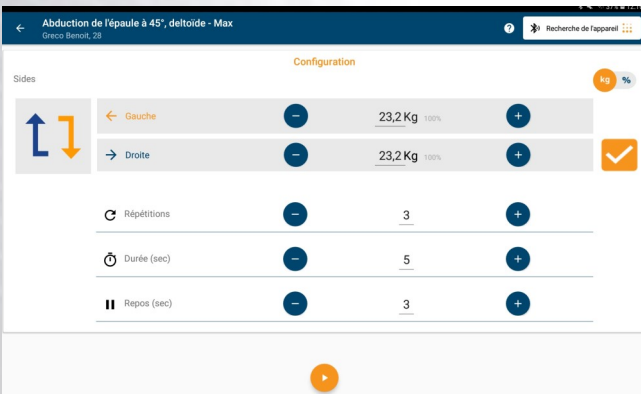 Abduction de l'épaule à 45°, deltoïde - Max
Greco Benoit, 28
Recherche de l'appareil
Configuration
Sides
kg %
Gauche 23,2 Kg 100%
Droite 23,2 Kg 100%
Répétitions 3
Durée (sec) 5
Repos (sec) 3